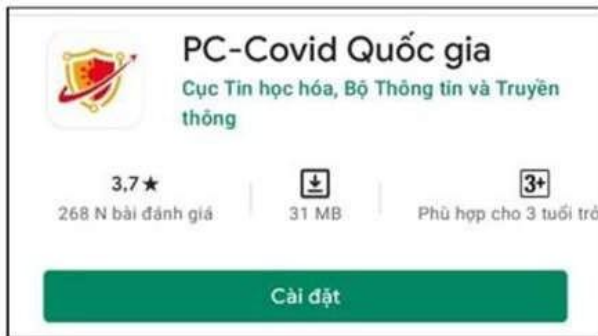 PC-Covid Quốc gia
Cục Tin học hóa, Bộ Thông tin và Truyền
thông
3,7★
268 N bài đánh giá
31 MB
3+
Phù hợp cho 3 tuổi trở
Cài đặt